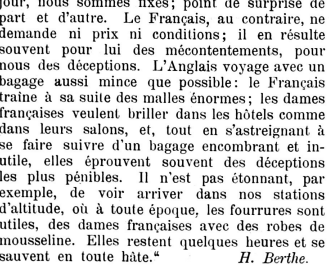 jour, nous sommes fixés; point de surprise de
part et d'autre. Le Français, au contraire, ne
demande ni prix ni conditions; il en résulte
souvent pour lui des mécontentements, pour
nous des déceptions. L'Anglais voyage avec un
bagage aussi mince que possible: le Français
traîne à sa suite des malles énormes; les dames
françaises veulent briller dans les hôtels comme
dans leurs salons, et, tout en s'astreignant à
se faire suivre d'un bagage encombrant et in-
utile, elles éprouvent souvent des déceptions
les plus pénibles. Il n'est pas étonnant, par
exemple, de voir arriver dans nos stations
d'altitude, où à toute époque, les fourrures sont
utiles, des dames françaises avec des robes de
mousseline. Elles restent quelques heures et se
sauvent en toute hâte.“ H. Berthe.